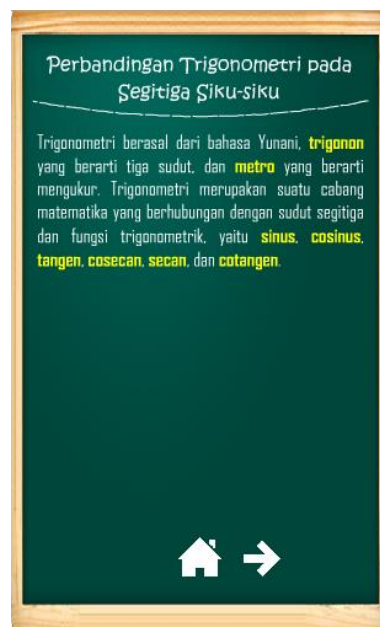 Perbandingan Trigonometri pada
Segitiga Siku-siku
Trigonometri berasal dari bahasa Yunani, trigonon
yang berarti tiga sudut, dan metro yang berarti
mengukur. Trigonometri merupakan suatu cabang
matematika yang berhubungan dengan sudut segitiga
dan fungsi trigonometrik, yaitu sinus, cosinus,
tangen, cosecan, secan, dan cotangen.